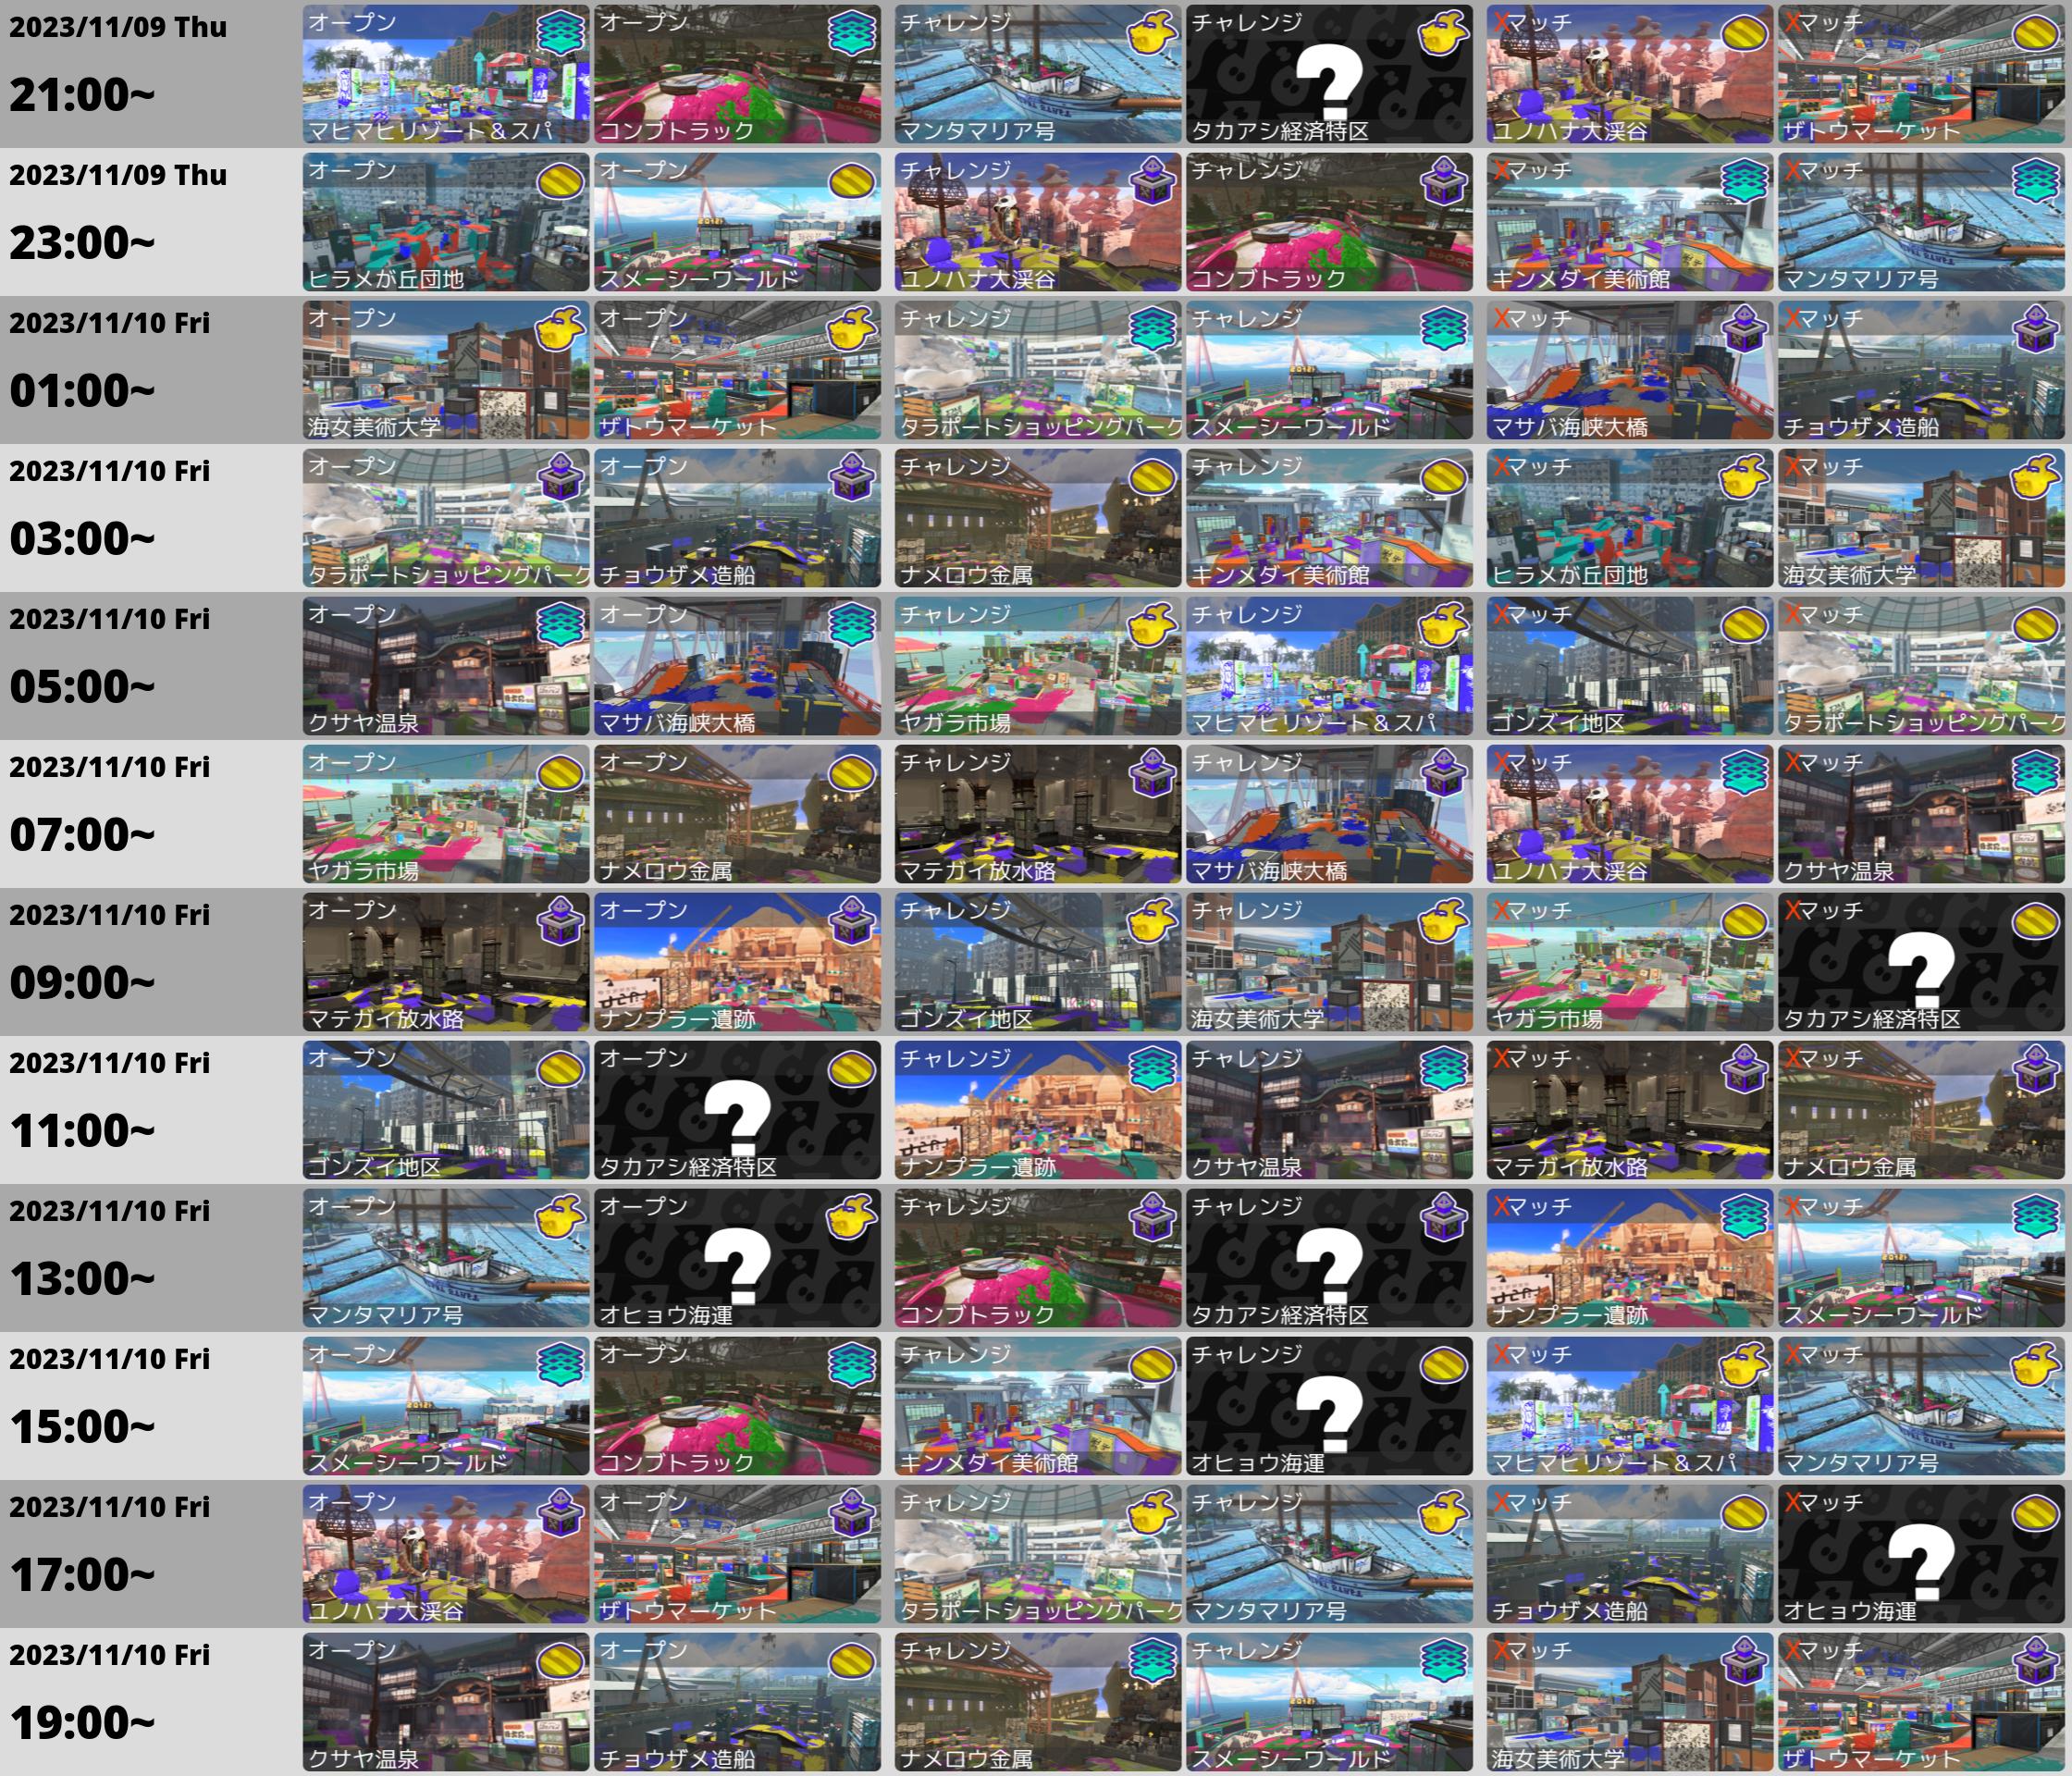 2023/11/09 Thu
21:00~
オープン
マヒマヒリゾート＆スパ
オープン
コンブトラック
チャレンジ
マンタマリア号
チャレンジ
タカアシ経済特区
Xマッチ
ユノハナ大渓谷
Xマッチ
ザトウマーケット
2023/11/09 Thu
23:00~
オープン
ヒラメが丘団地
オープン
スメーシーワールド
チャレンジ
ユノハナ大渓谷
チャレンジ
コンブトラック
Xマッチ
キンメダイ美術館
Xマッチ
マンタマリア号
2023/11/10 Fri
01:00~
オープン
海女美術大学
オープン
ザトウマーケット
チャレンジ
タラポートショッピングパーク
チャレンジ
スメーシーワールド
Xマッチ
マサバ海峡大橋
Xマッチ
チョウザメ造船
2023/11/10 Fri
03:00~
オープン
タラポートショッピングパーク
オープン
チョウザメ造船
チャレンジ
ナメロウ金属
チャレンジ
キンメダイ美術館
Xマッチ
ヒラメが丘団地
Xマッチ
海女美術大学
2023/11/10 Fri
05:00~
オープン
クサヤ温泉
オープン
マサバ海峡大橋
チャレンジ
ヤガラ市場
チャレンジ
マヒマヒリゾート＆スパ
Xマッチ
ゴンズイ地区
Xマッチ
タラポートショッピングパーク
2023/11/10 Fri
07:00~
オープン
ヤガラ市場
オープン
ナメロウ金属
チャレンジ
マテガイ放水路
チャレンジ
マサバ海峡大橋
Xマッチ
ユノハナ大渓谷
Xマッチ
クサヤ温泉
2023/11/10 Fri
09:00~
オープン
マテガイ放水路
オープン
ナンプラー遺跡
チャレンジ
ゴンズイ地区
チャレンジ
海女美術大学
Xマッチ
ヤガラ市場
Xマッチ
タカアシ経済特区
2023/11/10 Fri
11:00~
オープン
ゴンズイ地区
オープン
タカアシ経済特区
チャレンジ
ナンプラー遺跡
チャレンジ
クサヤ温泉
Xマッチ
マテガイ放水路
Xマッチ
ナメロウ金属
2023/11/10 Fri
13:00~
オープン
マンタマリア号
オープン
オヒョウ海運
チャレンジ
コンブトラック
チャレンジ
タカアシ経済特区
Xマッチ
ナンプラー遺跡
Xマッチ
スメーシーワールド
2023/11/10 Fri
15:00~
オープン
スメーシーワールド
オープン
コンブトラック
チャレンジ
キンメダイ美術館
チャレンジ
オヒョウ海運
Xマッチ
マヒマヒリゾート＆スパ
Xマッチ
マンタマリア号
2023/11/10 Fri
17:00~
オープン
ユノハナ大渓谷
オープン
ザトウマーケット
チャレンジ
タラポートショッピングパーク
チャレンジ
マンタマリア号
Xマッチ
チョウザメ造船
Xマッチ
オヒョウ海運
2023/11/10 Fri
19:00~
オープン
クサヤ温泉
オープン
チョウザメ造船
チャレンジ
ナメロウ金属
チャレンジ
スメーシーワールド
Xマッチ
海女美術大学
Xマッチ
ザトウマーケット